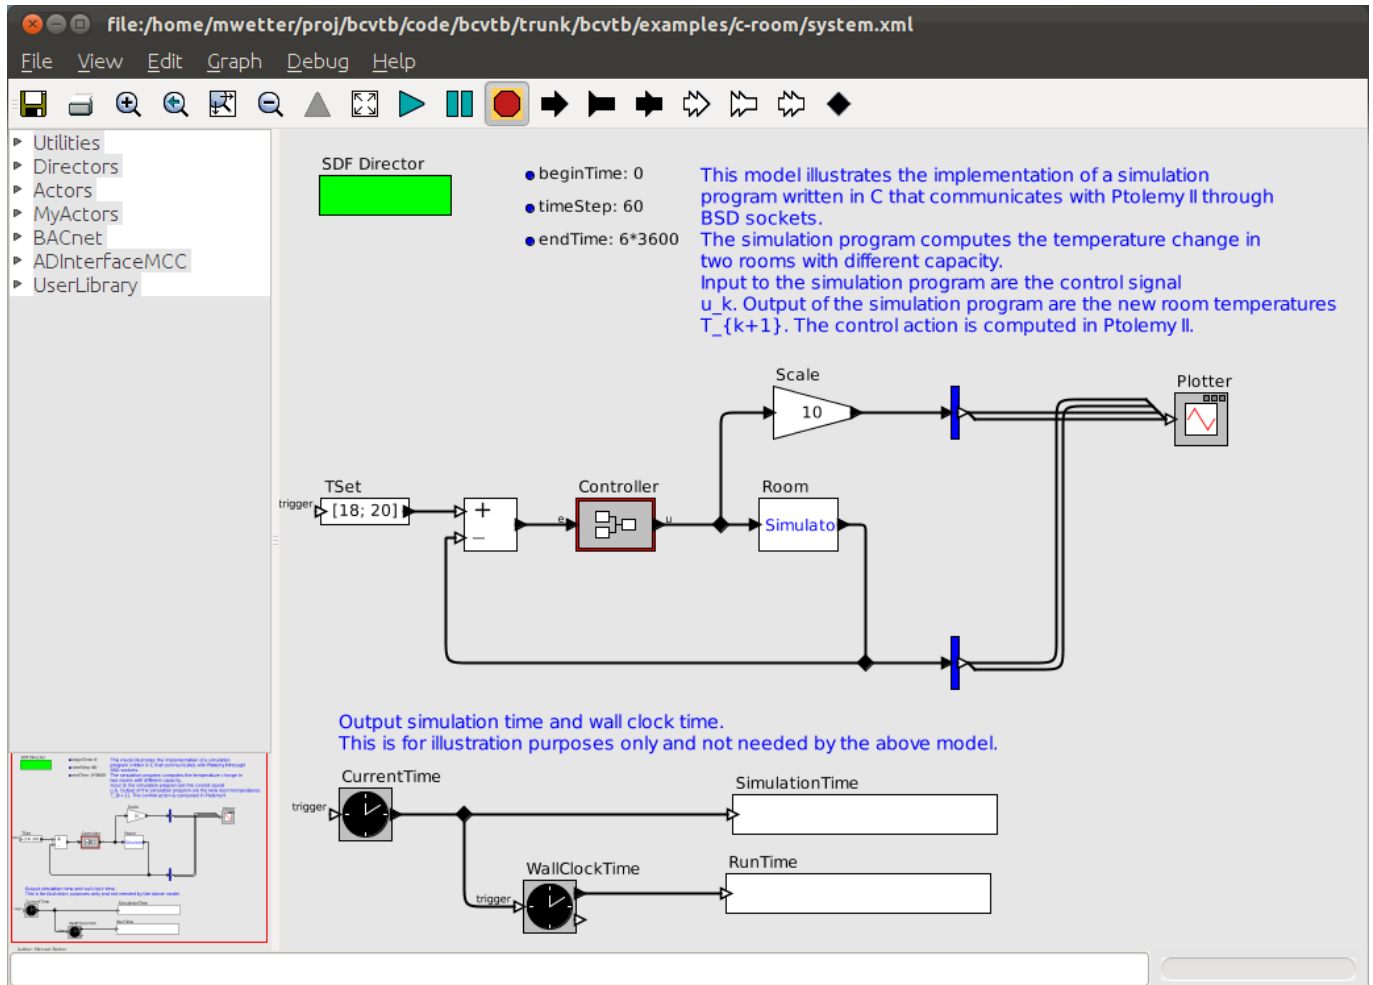 file:/home/mwetter/proj/bcvtb/code/bcvtb/trunk/bcvtb/examples/c-room/system.xml
File View Edit Graph Debug Help
Utilities
Directors
Actors
MyActors
BACnet
ADInterfaceMCC
UserLibrary
SDF Director
beginTime: 0
timeStep: 60
endTime: 6*3600
This model illustrates the implementation of a simulation
program written in C that communicates with Ptolemy II through
BSD sockets.
The simulation program computes the temperature change in
two rooms with different capacity.
Input to the simulation program are the control signal
u_k. Output of the simulation program are the new room temperatures
T_{k+1}. The control action is computed in Ptolemy II.
Scale
10
Plotter
TSet
trigger
[18; 20]
+
−
e
Controller
u
Room
Simulato
Output simulation time and wall clock time.
This is for illustration purposes only and not needed by the above model.
CurrentTime
trigger
SimulationTime
WallClockTime
trigger
RunTime